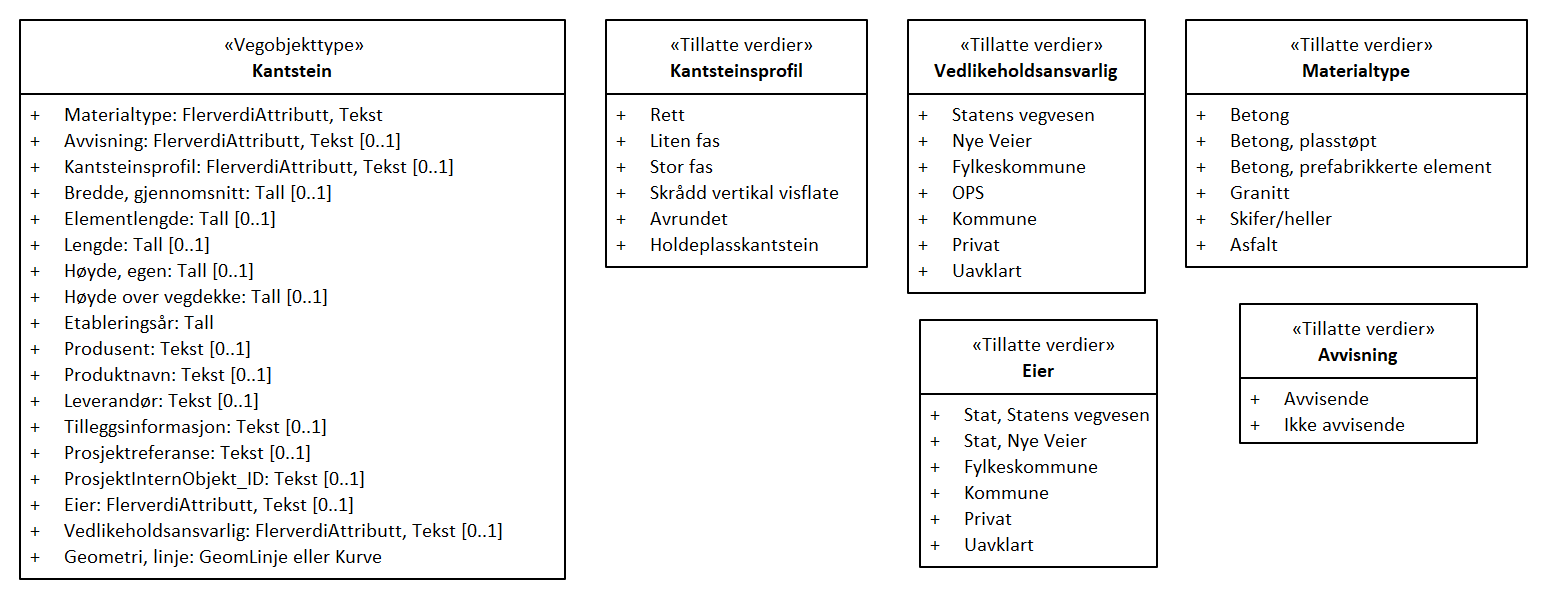 «Vegobjekttype»
Kantstein
+ Materialtype: FlerverdiAttributt, Tekst
+ Avvisning: FlerverdiAttributt, Tekst [0..1]
+ Kantsteinsprofil: FlerverdiAttributt, Tekst [0..1]
+ Bredde, gjennomsnitt: Tall [0..1]
+ Elementlengde: Tall [0..1]
+ Lengde: Tall [0..1]
+ Høyde, egen: Tall [0..1]
+ Høyde over vegdekke: Tall [0..1]
+ Etableringsår: Tall
+ Produsent: Tekst [0..1]
+ Produktnavn: Tekst [0..1]
+ Leverandør: Tekst [0..1]
+ Tilleggsinformasjon: Tekst [0..1]
+ Prosjektreferanse: Tekst [0..1]
+ ProsjektInternObjekt_ID: Tekst [0..1]
+ Eier: FlerverdiAttributt, Tekst [0..1]
+ Vedlikeholdsansvarlig: FlerverdiAttributt, Tekst [0..1]
+ Geometri, linje: GeomLinje eller Kurve
«Tillatte verdier»
Kantsteinsprofil
+ Rett
+ Liten fas
+ Stor fas
+ Skrådd vertikal visflate
+ Avrundet
+ Holdeplasskantstein
«Tillatte verdier»
Vedlikeholdsansvarlig
+ Statens vegvesen
+ Nye Veier
+ Fylkeskommune
+ OPS
+ Kommune
+ Privat
+ Uavklart
«Tillatte verdier»
Materialtype
+ Betong
+ Betong, plasstøpt
+ Betong, prefabrikkerte element
+ Granitt
+ Skifer/heller
+ Asfalt
«Tillatte verdier»
Eier
+ Stat, Statens vegvesen
+ Stat, Nye Veier
+ Fylkeskommune
+ Kommune
+ Privat
+ Uavklart
«Tillatte verdier»
Avvisning
+ Avvisende
+ Ikke avvisende